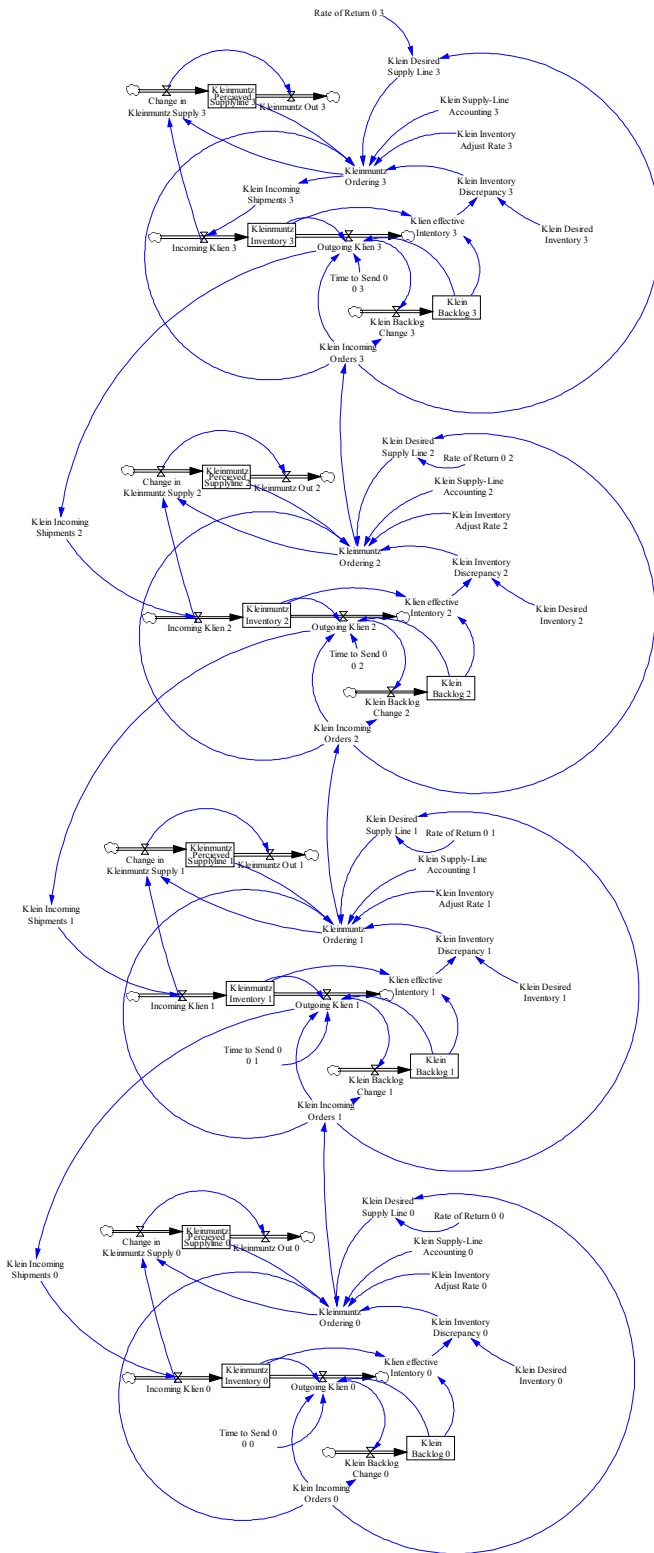 Rate of Return 0 3
Klein Desired
Supply Line 3
Kleinmuntz
Percieved
Supplyline 3
Change in
Kleinmuntz Supply 3
Kleinmuntz Out 3
Klein Supply-Line
Accounting 3
Klein Inventory
Adjust Rate 3
Kleinmuntz
Ordering 3
Klein Incoming
Shipments 3
Klein Inventory
Discrepancy 3
Kleinmuntz
Inventory 3
Klien effective
Intentory 3
Klein Desired
Inventory 3
Incoming Klien 3
Outgoing Klien 3
Time to Send 0
0 3
Klein
Backlog 3
Klein Backlog
Change 3
Klein Incoming
Orders 3
Klein Desired
Supply Line 2
Rate of Return 0 2
Kleinmuntz
Percieved
Supplyline 2
Change in
Kleinmuntz Supply 2
Kleinmuntz Out 2
Klein Supply-Line
Accounting 2
Klein Inventory
Adjust Rate 2
Klein Incoming
Shipments 2
Kleinmuntz
Ordering 2
Klein Inventory
Discrepancy 2
Kleinmuntz
Inventory 2
Klien effective
Intentory 2
Klein Desired
Inventory 2
Incoming Klien 2
Outgoing Klien 2
Time to Send 0
0 2
Klein
Backlog 2
Klein Backlog
Change 2
Klein Incoming
Orders 2
Klein Desired
Supply Line 1
Rate of Return 0 1
Kleinmuntz
Percieved
Supplyline 1
Change in
Kleinmuntz Supply 1
Kleinmuntz Out 1
Klein Supply-Line
Accounting 1
Klein Inventory
Adjust Rate 1
Klein Incoming
Shipments 1
Kleinmuntz
Ordering 1
Klein Inventory
Discrepancy 1
Kleinmuntz
Inventory 1
Klien effective
Intentory 1
Klein Desired
Inventory 1
Incoming Klien 1
Outgoing Klien 1
Time to Send 0
0 1
Klein
Backlog 1
Klein Backlog
Change 1
Klein Incoming
Orders 1
Klein Desired
Supply Line 0
Rate of Return 0 0
Kleinmuntz
Percieved
Supplyline 0
Change in
Kleinmuntz Supply 0
Kleinmuntz Out 0
Klein Supply-Line
Accounting 0
Klein Inventory
Adjust Rate 0
Klein Incoming
Shipments 0
Kleinmuntz
Ordering 0
Klein Inventory
Discrepancy 0
Kleinmuntz
Inventory 0
Klien effective
Intentory 0
Klein Desired
Inventory 0
Incoming Klien 0
Outgoing Klien 0
Time to Send 0
0 0
Klein
Backlog 0
Klein Backlog
Change 0
Klein Incoming
Orders 0